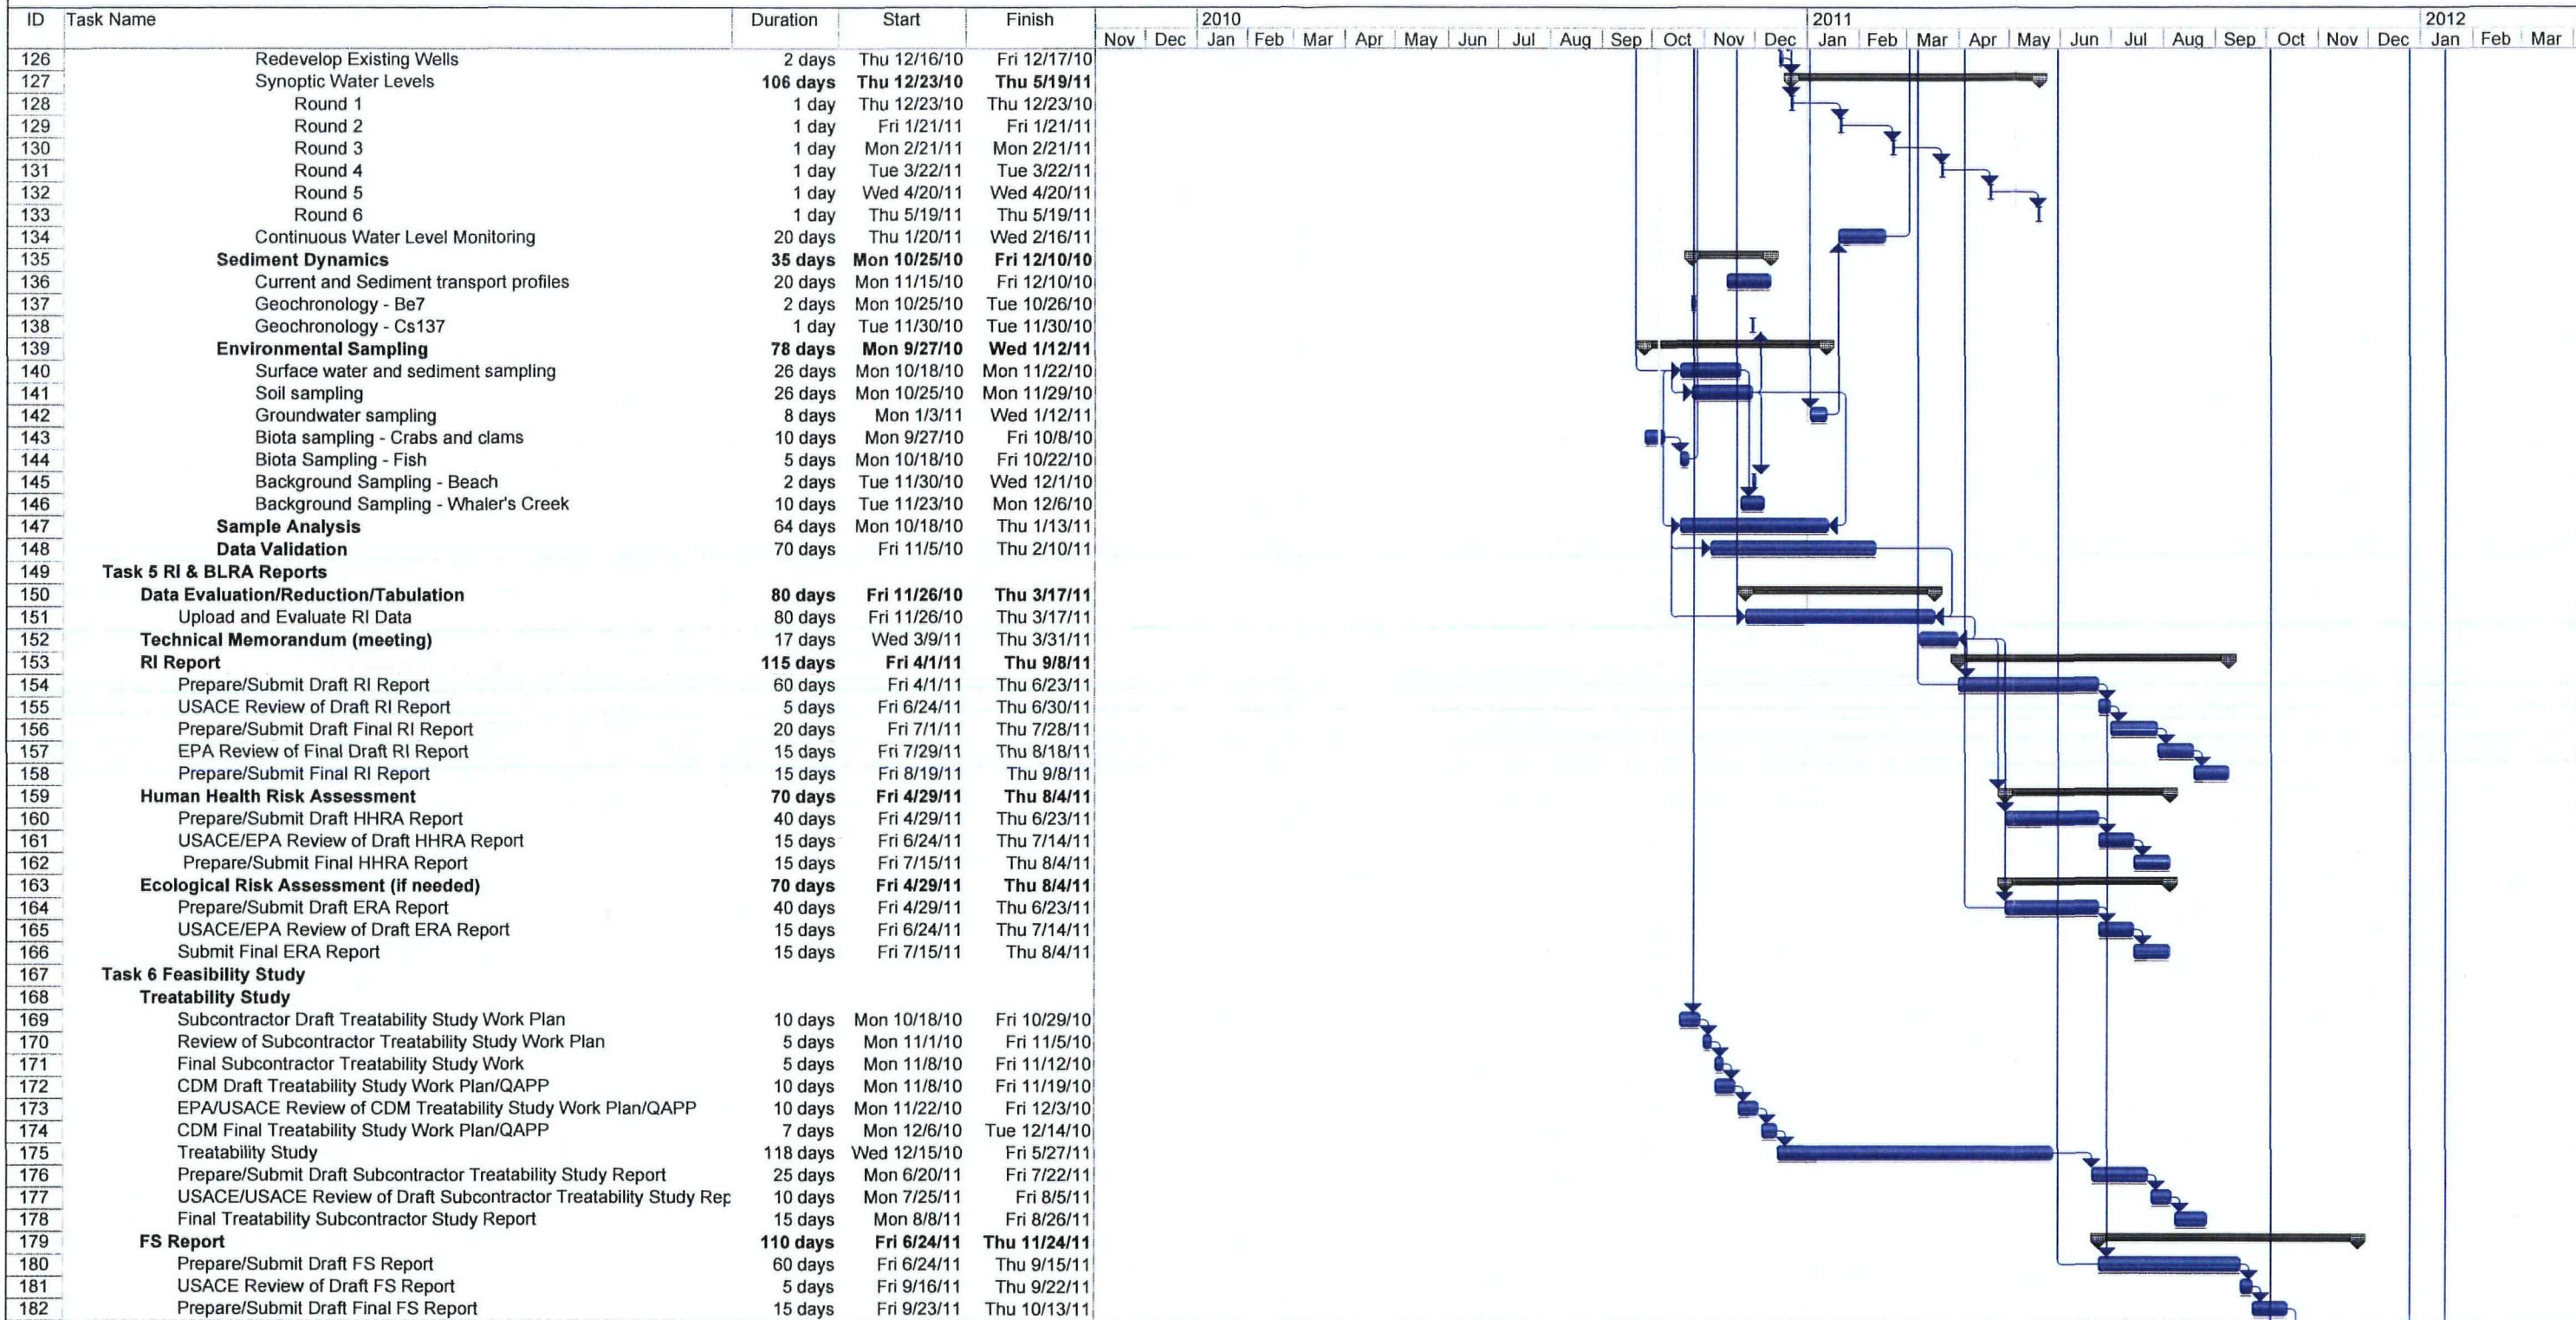 ID Task Name Duration Start Finish 2010 2011 2012
Nov Dec Jan Feb Mar Apr May Jun Jul Aug Sep Oct Nov Dec Jan Feb Mar Apr May Jun Jul Aug Sep Oct Nov Dec Jan Feb Mar
126 Redevelop Existing Wells 2 days Thu 12/16/10 Fri 12/17/10
127 Synoptic Water Levels 106 days Thu 12/23/10 Thu 5/19/11
128 Round 1 1 day Thu 12/23/10 Thu 12/23/10
129 Round 2 1 day Fri 1/21/11 Fri 1/21/11
130 Round 3 1 day Mon 2/21/11 Mon 2/21/11
131 Round 4 1 day Tue 3/22/11 Tue 3/22/11
132 Round 5 1 day Wed 4/20/11 Wed 4/20/11
133 Round 6 1 day Thu 5/19/11 Thu 5/19/11
134 Continuous Water Level Monitoring 20 days Thu 1/20/11 Wed 2/16/11
135 Sediment Dynamics 35 days Mon 10/25/10 Fri 12/10/10
136 Current and Sediment transport profiles 20 days Mon 11/15/10 Fri 12/10/10
137 Geochronology - Be7 2 days Mon 10/25/10 Tue 10/26/10
138 Geochronology - Cs137 1 day Tue 11/30/10 Tue 11/30/10
139 Environmental Sampling 78 days Mon 9/27/10 Wed 1/12/11
140 Surface water and sediment sampling 26 days Mon 10/18/10 Mon 11/22/10
141 Soil sampling 26 days Mon 10/25/10 Mon 11/29/10
142 Groundwater sampling 8 days Mon 1/3/11 Wed 1/12/11
143 Biota sampling - Crabs and clams 10 days Mon 9/27/10 Fri 10/8/10
144 Biota Sampling - Fish 5 days Mon 10/18/10 Fri 10/22/10
145 Background Sampling - Beach 2 days Tue 11/30/10 Wed 12/1/10
146 Background Sampling - Whaler's Creek 10 days Tue 11/23/10 Mon 12/6/10
147 Sample Analysis 64 days Mon 10/18/10 Thu 1/13/11
148 Data Validation 70 days Fri 11/5/10 Thu 2/10/11
149 Task 5 RI & BLRA Reports
150 Data Evaluation/Reduction/Tabulation 80 days Fri 11/26/10 Thu 3/17/11
151 Upload and Evaluate RI Data 80 days Fri 11/26/10 Thu 3/17/11
152 Technical Memorandum (meeting) 17 days Wed 3/9/11 Thu 3/31/11
153 RI Report 115 days Fri 4/1/11 Thu 9/8/11
154 Prepare/Submit Draft RI Report 60 days Fri 4/1/11 Thu 6/23/11
155 USACE Review of Draft RI Report 5 days Fri 6/24/11 Thu 6/30/11
156 Prepare/Submit Draft Final RI Report 20 days Fri 7/1/11 Thu 7/28/11
157 EPA Review of Final Draft RI Report 15 days Fri 7/29/11 Thu 8/18/11
158 Prepare/Submit Final RI Report 15 days Fri 8/19/11 Thu 9/8/11
159 Human Health Risk Assessment 70 days Fri 4/29/11 Thu 8/4/11
160 Prepare/Submit Draft HHRA Report 40 days Fri 4/29/11 Thu 6/23/11
161 USACE/EPA Review of Draft HHRA Report 15 days Fri 6/24/11 Thu 7/14/11
162 Prepare/Submit Final HHRA Report 15 days Fri 7/15/11 Thu 8/4/11
163 Ecological Risk Assessment (if needed) 70 days Fri 4/29/11 Thu 8/4/11
164 Prepare/Submit Draft ERA Report 40 days Fri 4/29/11 Thu 6/23/11
165 USACE/EPA Review of Draft ERA Report 15 days Fri 6/24/11 Thu 7/14/11
166 Submit Final ERA Report 15 days Fri 7/15/11 Thu 8/4/11
167 Task 6 Feasibility Study
168 Treatability Study
169 Subcontractor Draft Treatability Study Work Plan 10 days Mon 10/18/10 Fri 10/29/10
170 Review of Subcontractor Treatability Study Work Plan 5 days Mon 11/1/10 Fri 11/5/10
171 Final Subcontractor Treatability Study Work 5 days Mon 11/8/10 Fri 11/12/10
172 CDM Draft Treatability Study Work Plan/QAPP 10 days Mon 11/8/10 Fri 11/19/10
173 EPA/USACE Review of CDM Treatability Study Work Plan/QAPP 10 days Mon 11/22/10 Fri 12/3/10
174 CDM Final Treatability Study Work Plan/QAPP 7 days Mon 12/6/10 Tue 12/14/10
175 Treatability Study 118 days Wed 12/15/10 Fri 5/27/11
176 Prepare/Submit Draft Subcontractor Treatability Study Report 25 days Mon 6/20/11 Fri 7/22/11
177 USACE/USACE Review of Draft Subcontractor Treatability Study Rep 10 days Mon 7/25/11 Fri 8/5/11
178 Final Treatability Subcontractor Study Report 15 days Mon 8/8/11 Fri 8/26/11
179 FS Report 110 days Fri 6/24/11 Thu 11/24/11
180 Prepare/Submit Draft FS Report 60 days Fri 6/24/11 Thu 9/15/11
181 USACE Review of Draft FS Report 5 days Fri 9/16/11 Thu 9/22/11
182 Prepare/Submit Draft Final FS Report 15 days Fri 9/23/11 Thu 10/13/11